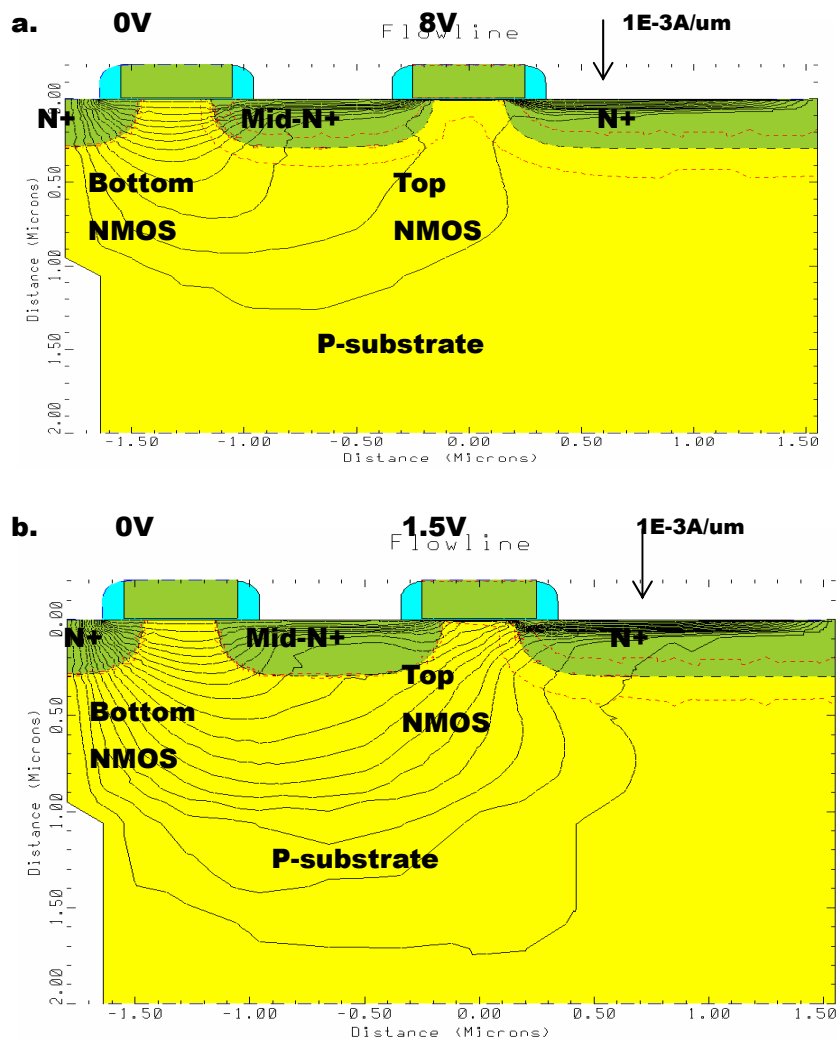 a. 0V 8V 1E-3A/um
Flowline
N+ Mid-N+ N+
Bottom Top
NMOS NMOS
P-substrate
Distance (Microns)
0.00
0.50
1.00
1.50
2.00
-1.50 -1.00 -0.50 0.00 0.50 1.00 1.50
Distance (Microns)
b. 0V 1.5V 1E-3A/um
Flowline
N+ Mid-N+ N+
Top
Bottom NMOS
NMOS
P-substrate
Distance (Microns)
0.00
0.50
1.00
1.50
2.00
-1.50 -1.00 -0.50 0.00 0.50 1.00 1.50
Distance (Microns)